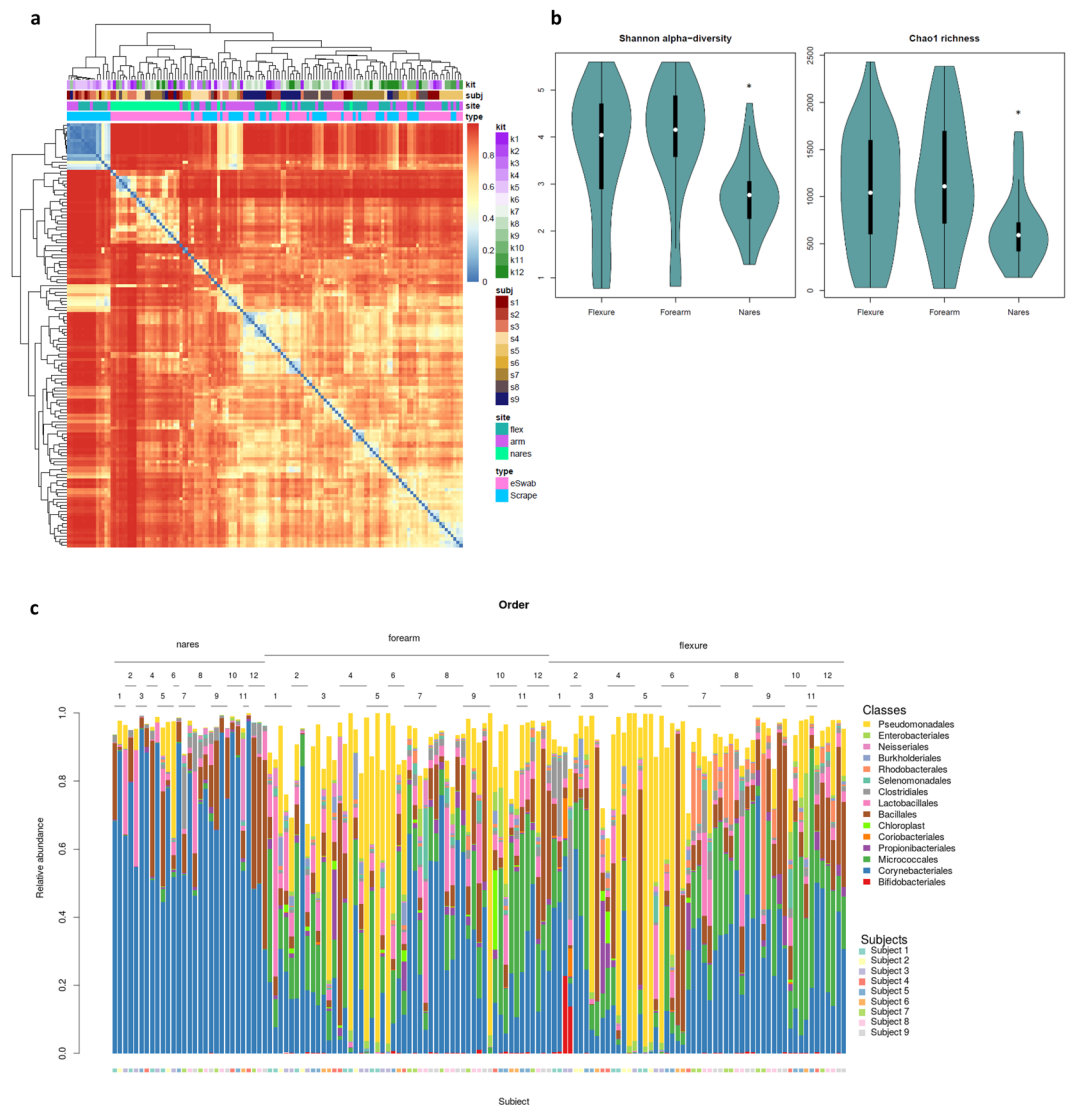 a
kit
subj
site
type
0.8
0.6
0.4
0.2
0
kit
k1
k2
k3
k4
k5
k6
k7
k8
k9
k10
k11
k12
subj
s1
s2
s3
s4
s5
s6
s7
s8
s9
site
flex
arm
nares
type
eSwab
Scrape
b
Shannon alpha−diversity
5
4
3
2
1
*
Flexure Forearm Nares
Chao1 richness
2500
2000
1500
1000
500
0
*
Flexure Forearm Nares
c
Order
nares forearm flexure
2 4 6 8 10 12 2 4 6 8 10 12 2 4 6 8 10 12
1 3 5 7 9 11 1 3 5 7 9 11 1 3 5 7 9 11
Relative abundance
1.0
0.8
0.6
0.4
0.2
0.0
Subject
Classes
Pseudomonadales
Enterobacteriales
Neisseriales
Burkholderiales
Rhodobacterales
Selenomonadales
Clostridiales
Lactobacillales
Bacillales
Chloroplast
Coriobacteriales
Propionibacteriales
Micrococcales
Corynebacteriales
Bifidobacteriales
Subjects
Subject 1
Subject 2
Subject 3
Subject 4
Subject 5
Subject 6
Subject 7
Subject 8
Subject 9